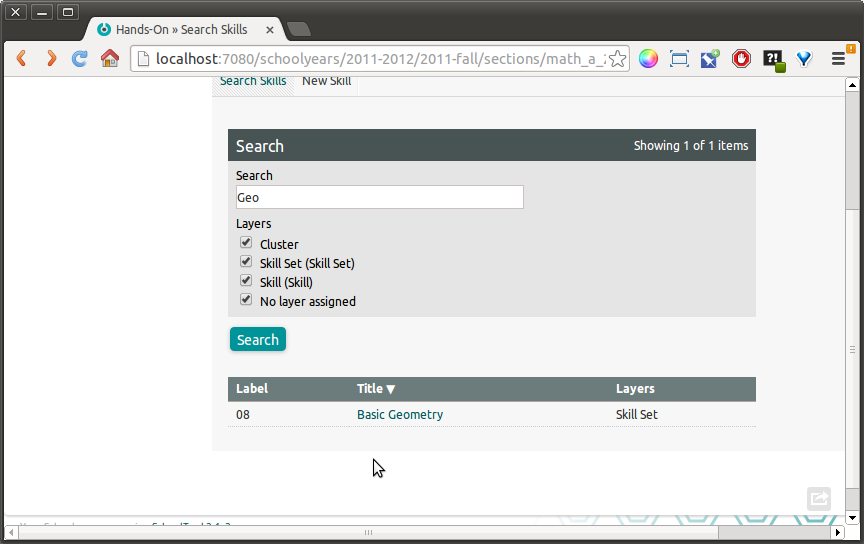 Hands-On » Search Skills
localhost:7080/schoolyears/2011-2012/2011-fall/sections/math_a_
Search Skills New Skill
Search Showing 1 of 1 items
Search
Geo
Layers
Cluster
Skill Set (Skill Set)
Skill (Skill)
No layer assigned
Search
Label Title ▼ Layers
08 Basic Geometry Skill Set